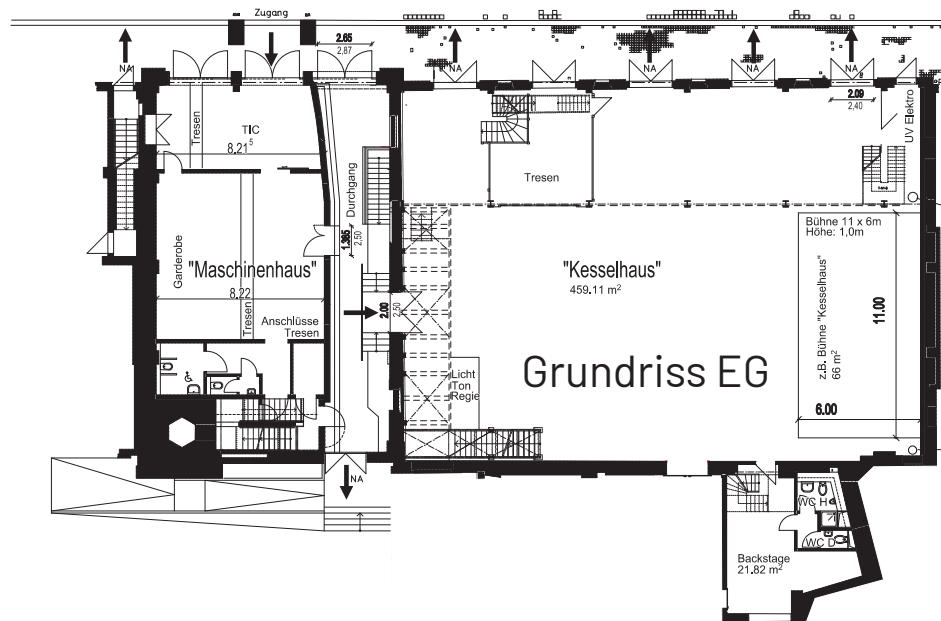 Zugang
2.65
2,87
NA
NA
NA
NA
NA
2.09
2,40
UV Elektro
Tresen
TIC
8.21⁵
Durchgang
Tresen
1.365
2,50
Bühne 11 x 6m
Höhe: 1,0m
Garderobe
"Maschinenhaus"
8.22
Tresen
Anschlüsse
Tresen
2.00
2,50
"Kesselhaus"
459.11 m²
11.00
z.B. Bühne "Kesselhaus"
66 m²
Grundriss EG
Licht
Ton
Regie
6.00
NA
WC H
WC D
Backstage
21.82 m²